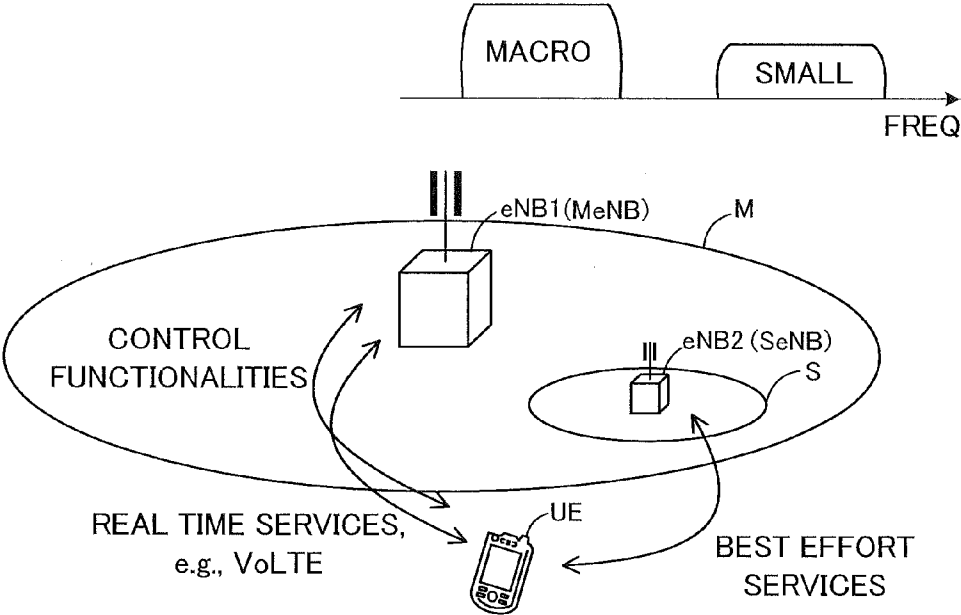 MACRO
SMALL
FREQ
eNB1(MeNB)
M
CONTROL
FUNCTIONALITIES
eNB2 (SeNB)
S
REAL TIME SERVICES,
e.g., VoLTE
UE
BEST EFFORT
SERVICES